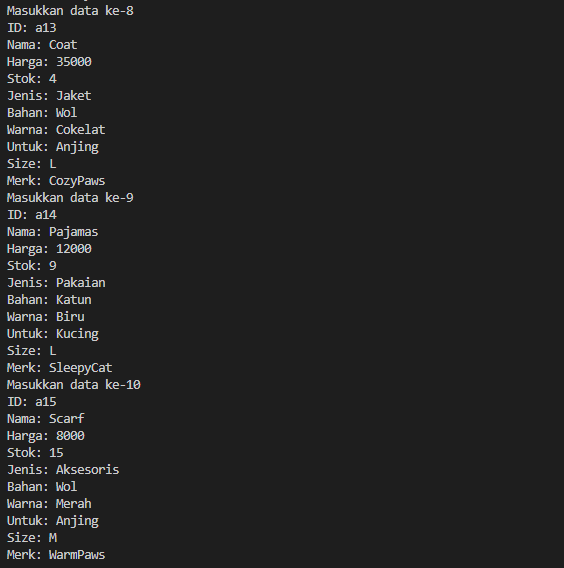 Masukkan data ke-8
ID: a13
Nama: Coat
Harga: 35000
Stok: 4
Jenis: Jaket
Bahan: Wol
Warna: Cokelat
Untuk: Anjing
Size: L
Merk: CozyPaws
Masukkan data ke-9
ID: a14
Nama: Pajamas
Harga: 12000
Stok: 9
Jenis: Pakaian
Bahan: Katun
Warna: Biru
Untuk: Kucing
Size: L
Merk: SleepyCat
Masukkan data ke-10
ID: a15
Nama: Scarf
Harga: 8000
Stok: 15
Jenis: Aksesoris
Bahan: Wol
Warna: Merah
Untuk: Anjing
Size: M
Merk: WarmPaws